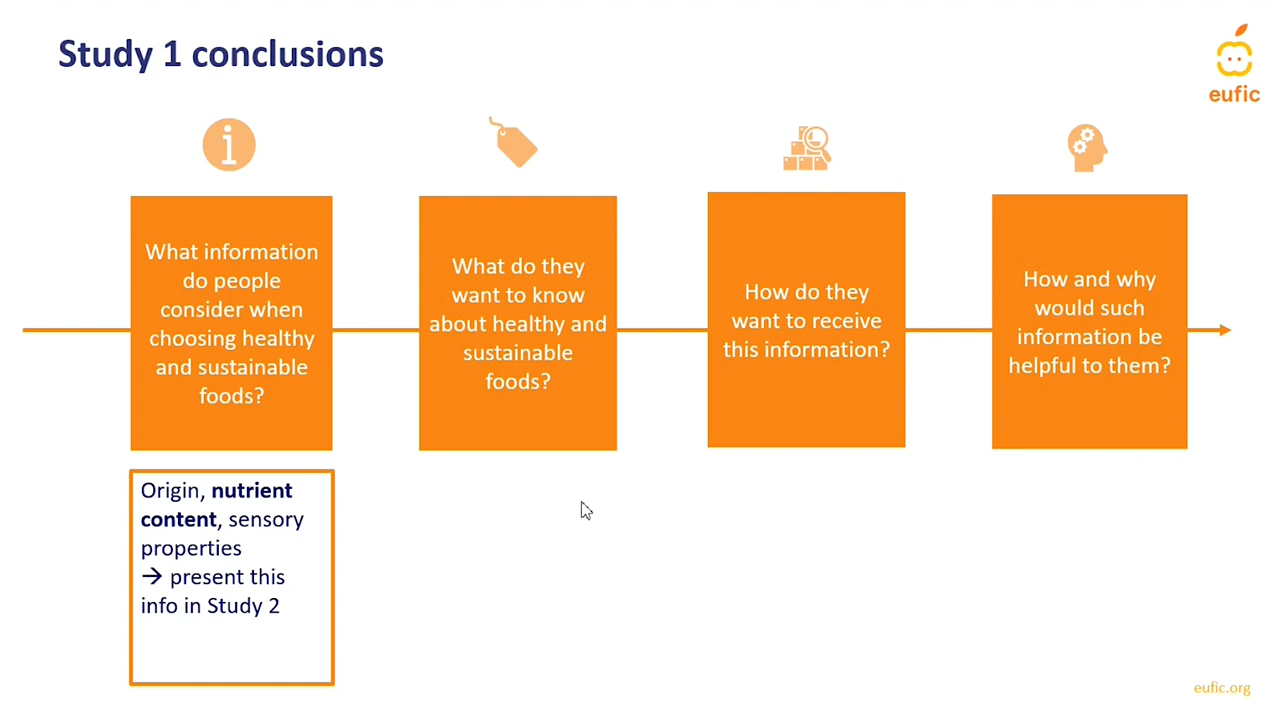 Study 1 conclusions
eufic
What information
do people
consider when
choosing healthy
and sustainable
foods?
What do they
want to know
about healthy and
sustainable
foods?
How do they
want to receive
this information?
How and why
would such
information be
helpful to them?
Origin, nutrient
content, sensory
properties
→ present this
info in Study 2
eufic.org